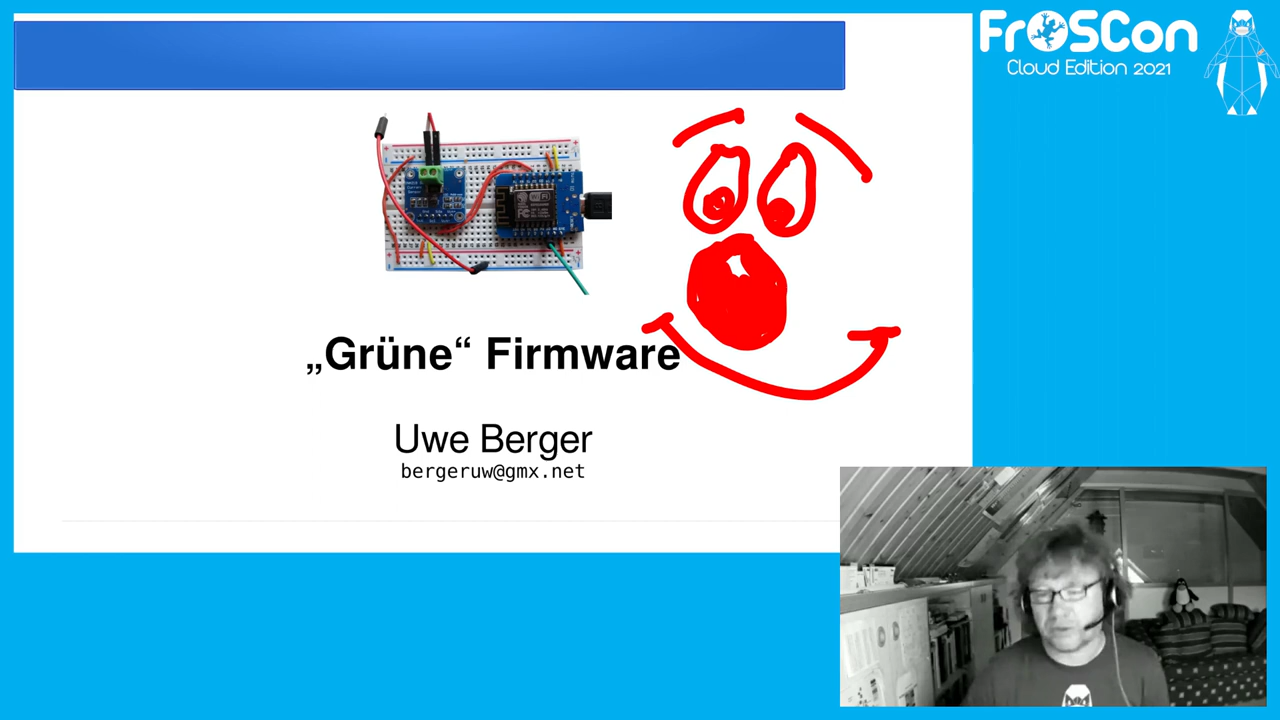 FrOSCon
Cloud Edition 2021
„Grüne“ Firmware
Uwe Berger
bergeruw@gmx.net